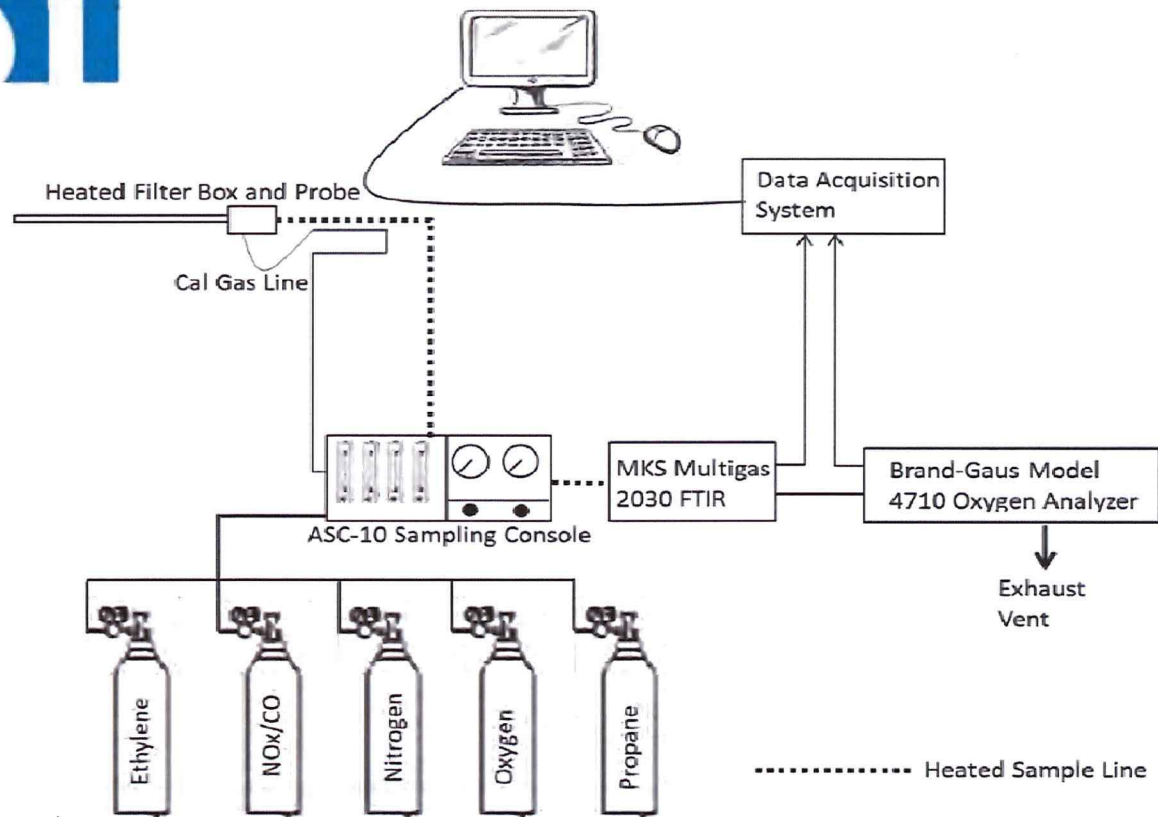 Heated Filter Box and Probe
Data Acquisition
System
Cal Gas Line
MKS Multigas
2030 FTIR
Brand-Gaus Model
4710 Oxygen Analyzer
ASC-10 Sampling Console
Exhaust
Vent
Ethylene
NOx/CO
Nitrogen
Oxygen
Propane
Heated Sample Line